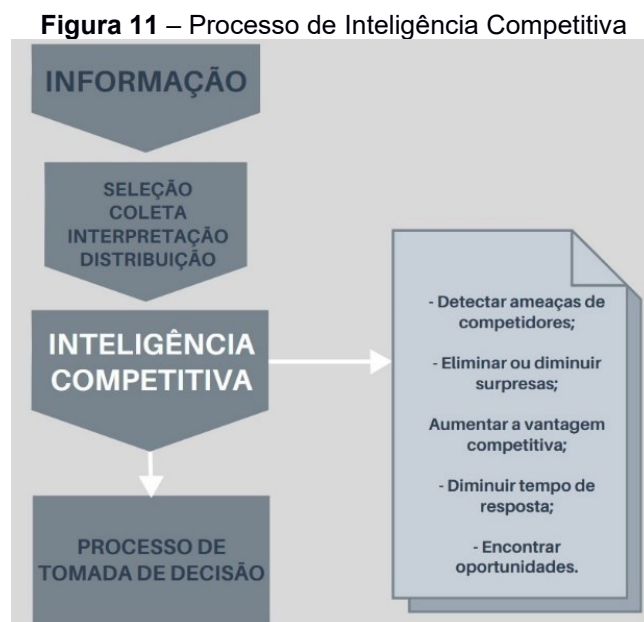 Figura 11 – Processo de Inteligência Competitiva
INFORMAÇÃO
SELEÇÃO
COLETA
INTERPRETAÇÃO
DISTRIBUIÇÃO
INTELIGÊNCIA
COMPETITIVA
PROCESSO DE
TOMADA DE DECISÃO
- Detectar ameaças de
competidores;
- Eliminar ou diminuir
surpresas;
Aumentar a vantagem
competitiva;
- Diminuir tempo de
resposta;
- Encontrar
oportunidades.